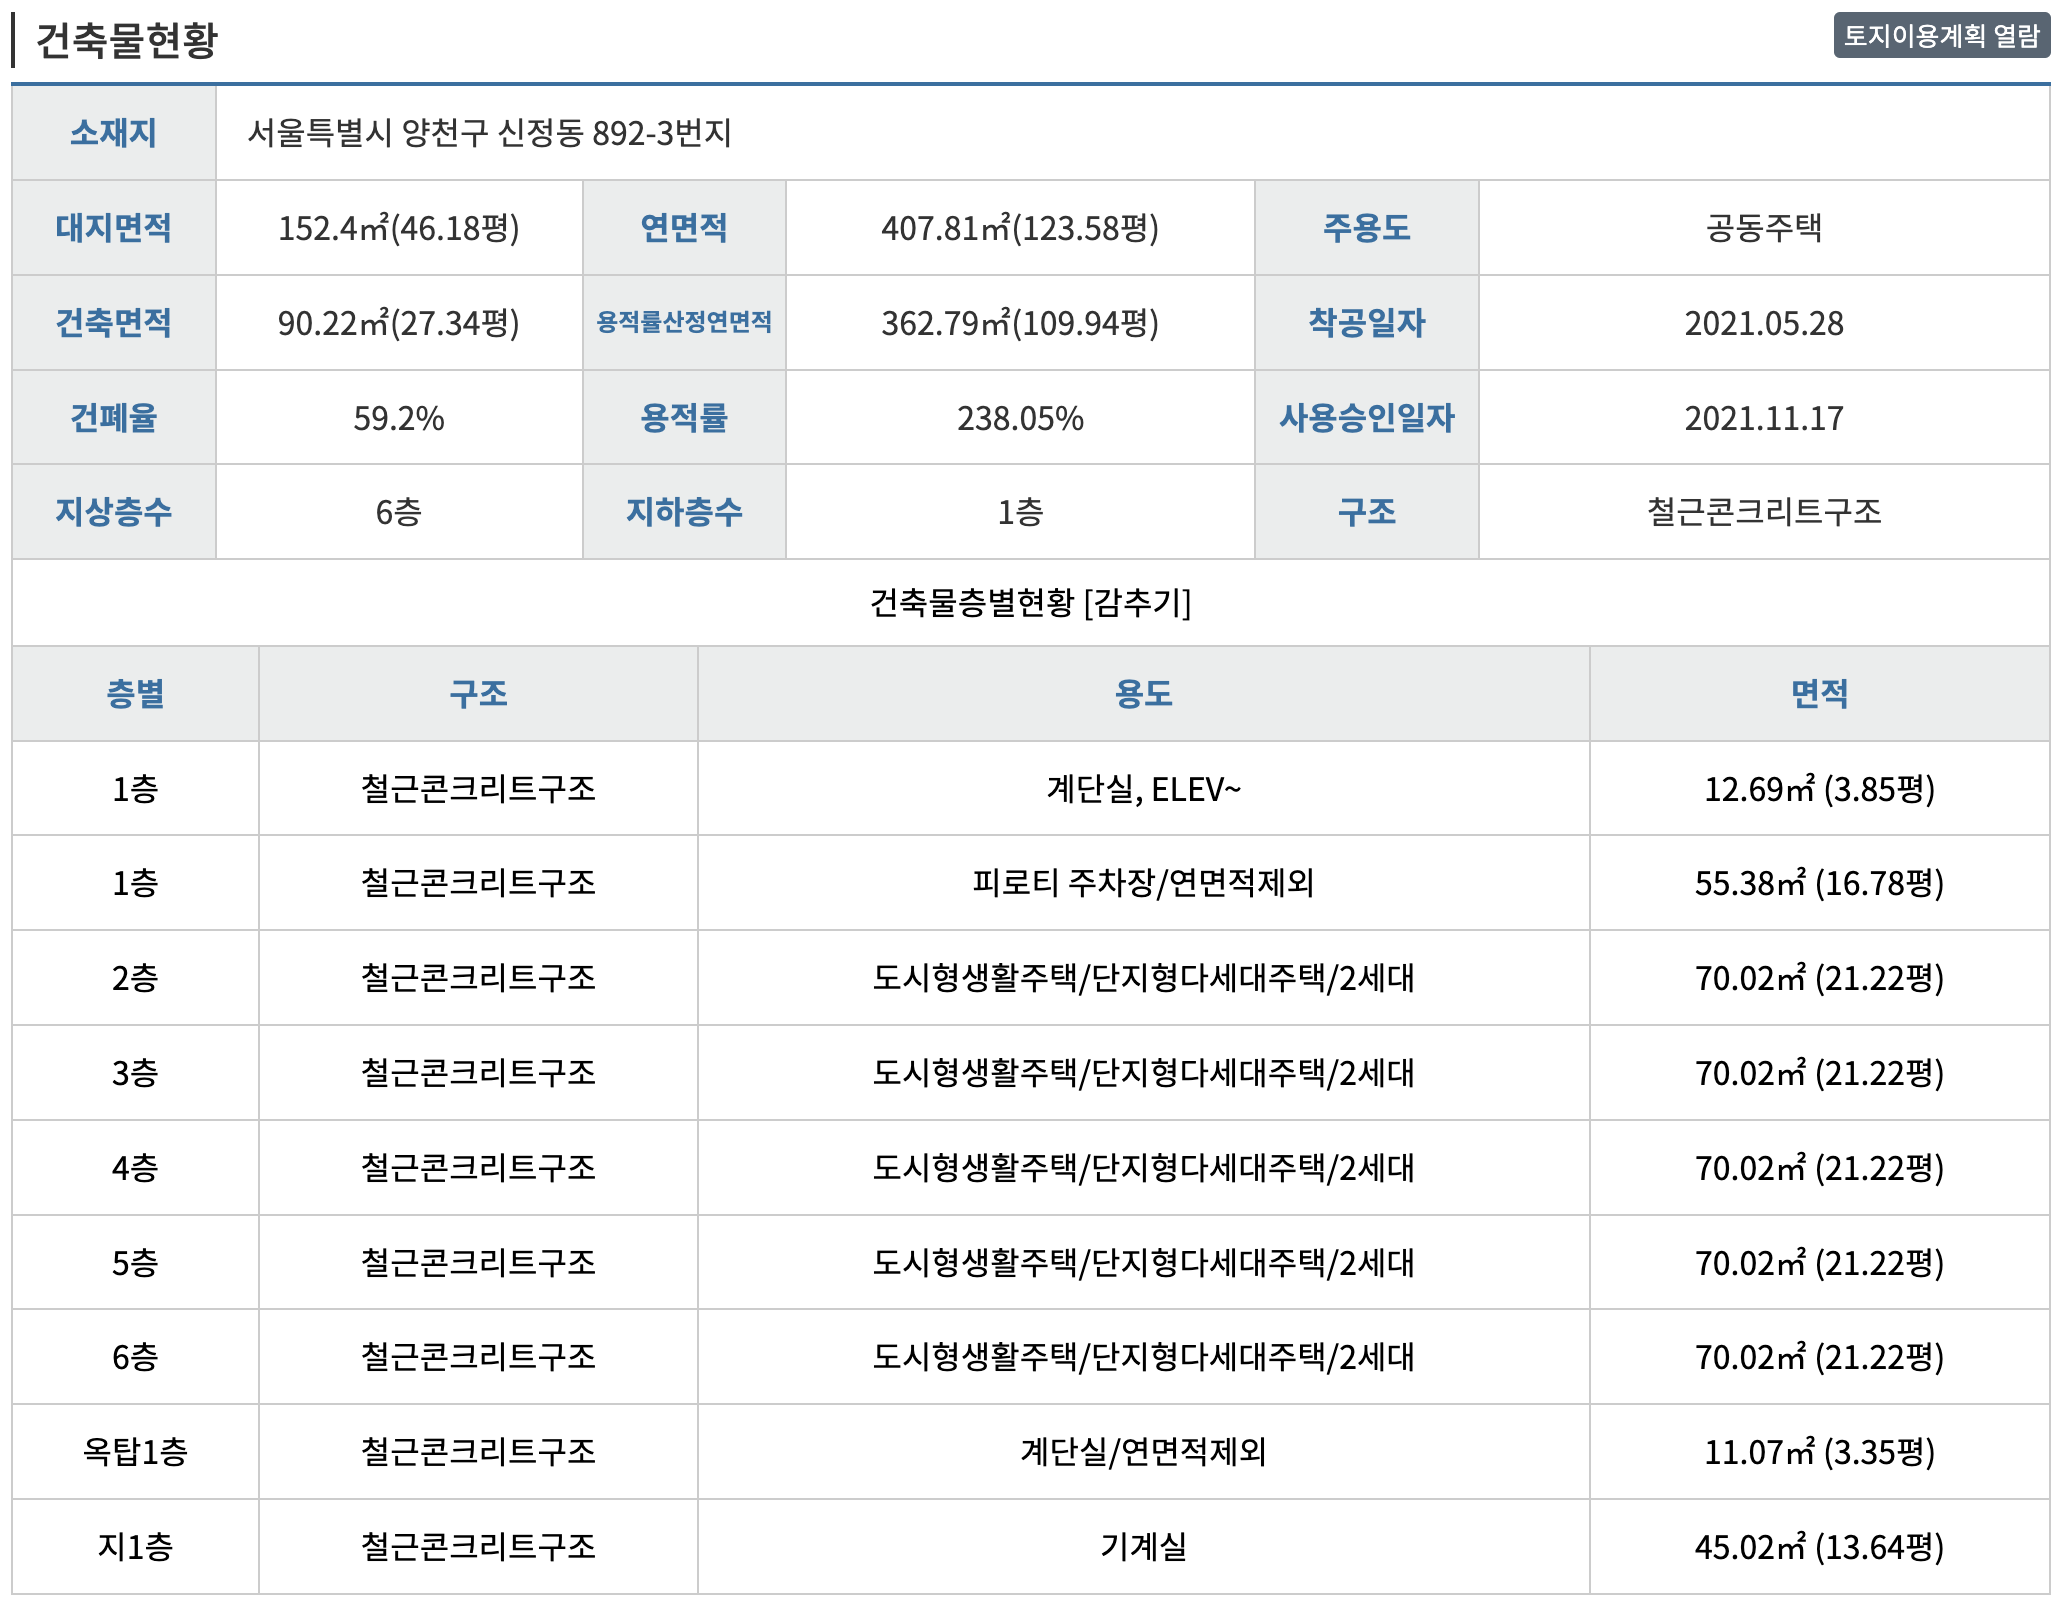 건축물현황
토지이용계획 열람
소재지 서울특별시 양천구 신정동 892-3번지
대지면적 152.4㎡(46.18평) 연면적 407.81㎡(123.58평) 주용도 공동주택
건축면적 90.22㎡(27.34평) 용적률산정연면적 362.79㎡(109.94평) 착공일자 2021.05.28
건폐율 59.2% 용적률 238.05% 사용승인일자 2021.11.17
지상층수 6층 지하층수 1층 구조 철근콘크리트구조
건축물층별현황 [감추기]
층별 구조 용도 면적
1층 철근콘크리트구조 계단실, ELEV~ 12.69㎡ (3.85평)
1층 철근콘크리트구조 피로티 주차장/연면적제외 55.38㎡ (16.78평)
2층 철근콘크리트구조 도시형생활주택/단지형다세대주택/2세대 70.02㎡ (21.22평)
3층 철근콘크리트구조 도시형생활주택/단지형다세대주택/2세대 70.02㎡ (21.22평)
4층 철근콘크리트구조 도시형생활주택/단지형다세대주택/2세대 70.02㎡ (21.22평)
5층 철근콘크리트구조 도시형생활주택/단지형다세대주택/2세대 70.02㎡ (21.22평)
6층 철근콘크리트구조 도시형생활주택/단지형다세대주택/2세대 70.02㎡ (21.22평)
옥탑1층 철근콘크리트구조 계단실/연면적제외 11.07㎡ (3.35평)
지1층 철근콘크리트구조 기계실 45.02㎡ (13.64평)